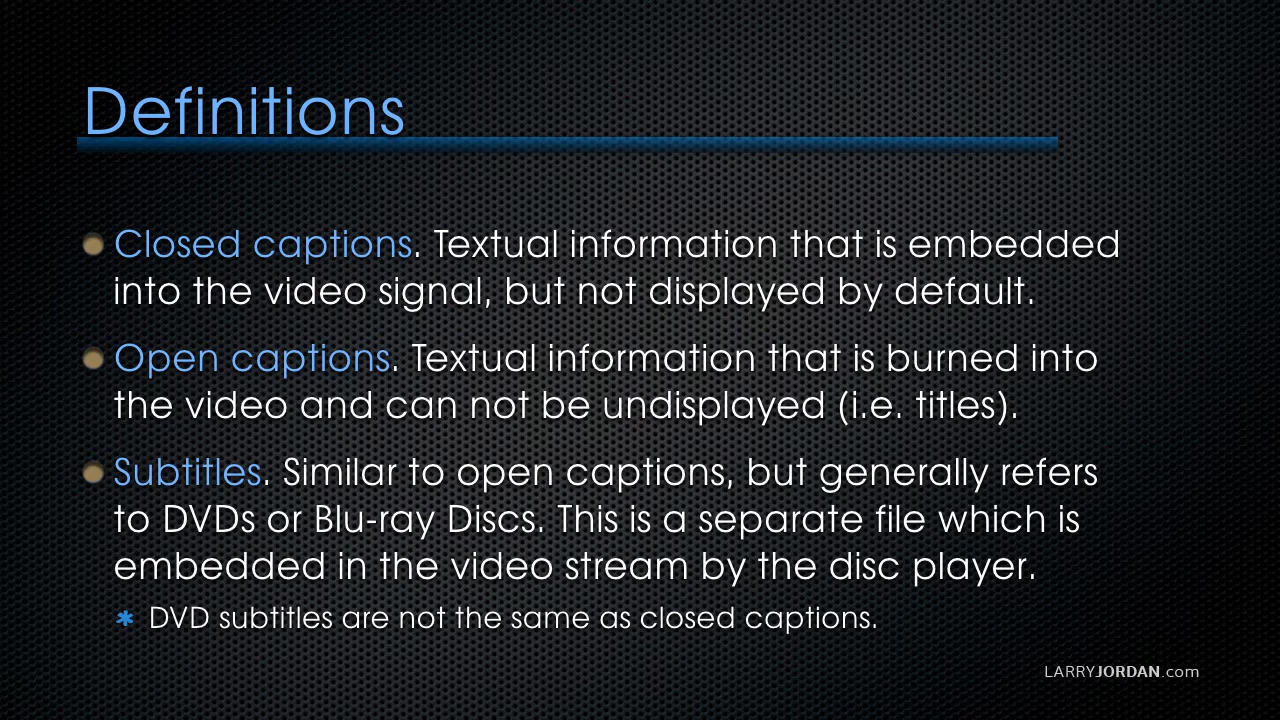 Definitions
Closed captions. Textual information that is embedded
into the video signal, but not displayed by default.
Open captions. Textual information that is burned into
the video and can not be undisplayed (i.e. titles).
Subtitles. Similar to open captions, but generally refers
to DVDs or Blu-ray Discs. This is a separate file which is
embedded in the video stream by the disc player.
DVD subtitles are not the same as closed captions.
LARRYJORDAN.com